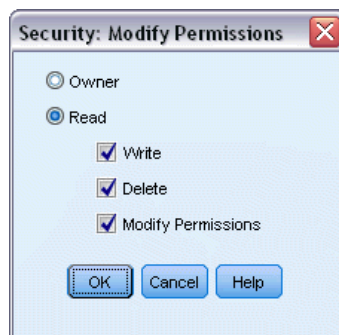 Security: Modify Permissions
Owner
Read
Write
Delete
Modify Permissions
OK Cancel Help